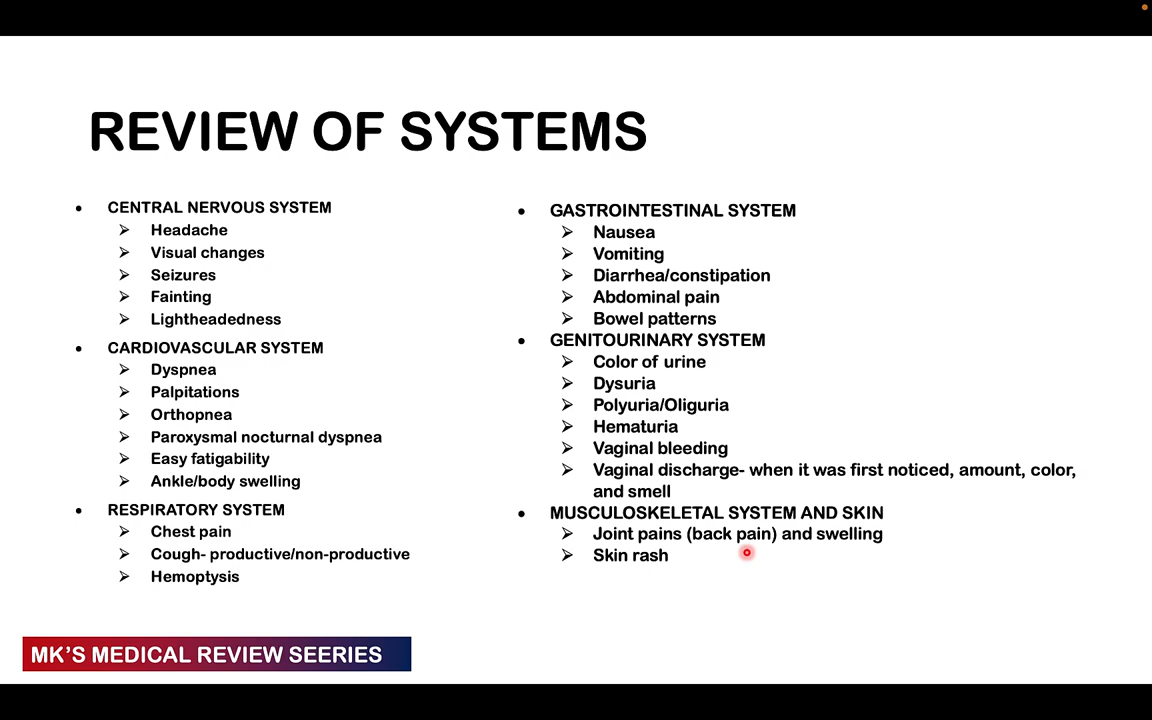 REVIEW OF SYSTEMS
• CENTRAL NERVOUS SYSTEM
➢ Headache
➢ Visual changes
➢ Seizures
➢ Fainting
➢ Lightheadedness
• CARDIOVASCULAR SYSTEM
➢ Dyspnea
➢ Palpitations
➢ Orthopnea
➢ Paroxysmal nocturnal dyspnea
➢ Easy fatigability
➢ Ankle/body swelling
• RESPIRATORY SYSTEM
➢ Chest pain
➢ Cough- productive/non-productive
➢ Hemoptysis
• GASTROINTESTINAL SYSTEM
➢ Nausea
➢ Vomiting
➢ Diarrhea/constipation
➢ Abdominal pain
➢ Bowel patterns
• GENITOURINARY SYSTEM
➢ Color of urine
➢ Dysuria
➢ Polyuria/Oliguria
➢ Hematuria
➢ Vaginal bleeding
➢ Vaginal discharge- when it was first noticed, amount, color,
and smell
• MUSCULOSKELETAL SYSTEM AND SKIN
➢ Joint pains (back pain) and swelling
➢ Skin rash
MK'S MEDICAL REVIEW SEERIES